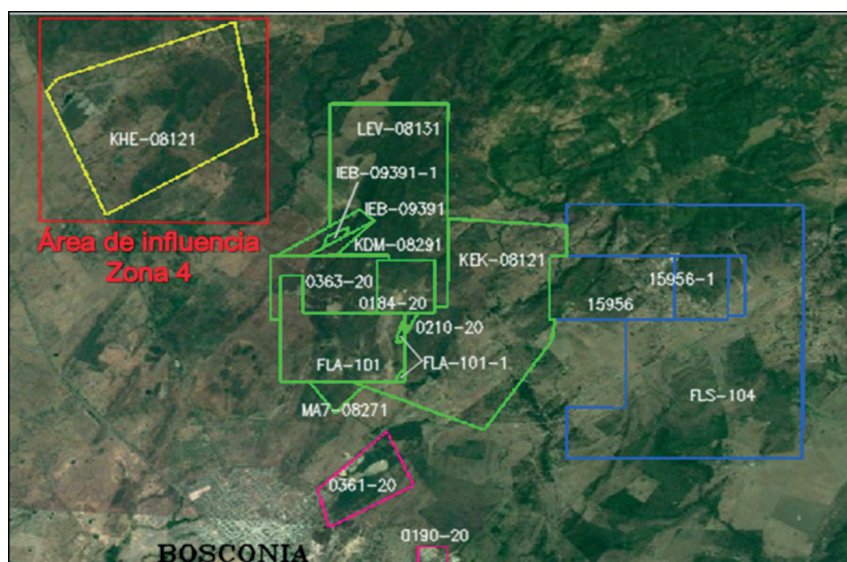 LEV-08131
KHE-08121
IEB-09391-1
IEB-09391
Área de influencia
Zona 4
KDM-08291
KEK-08121
0363-20
15956-1
0184-20
15956
0210-20
FLA-101
FLA-101-1
FLS-104
MA7-08271
0361-20
0190-20
BOSCONIA